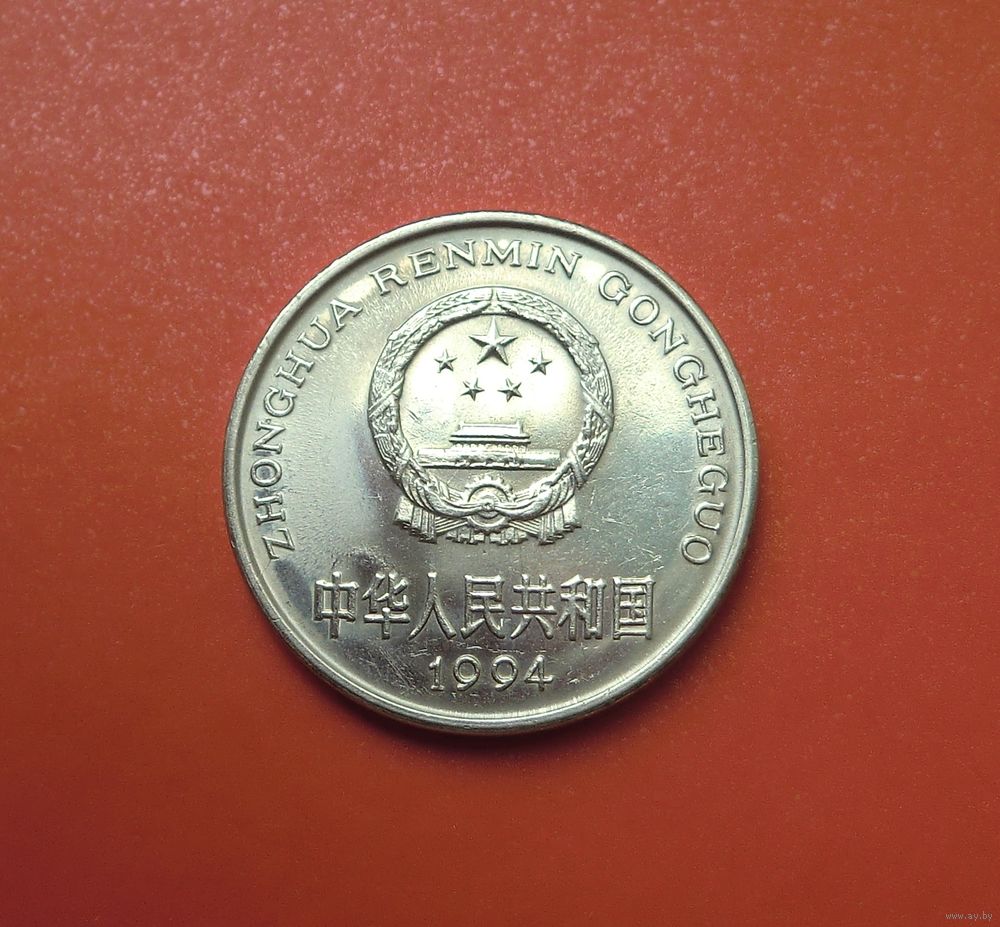 ZHONGHUA RENMIN GONGHEGUO
中华人民共和国
1994
www.ay.by